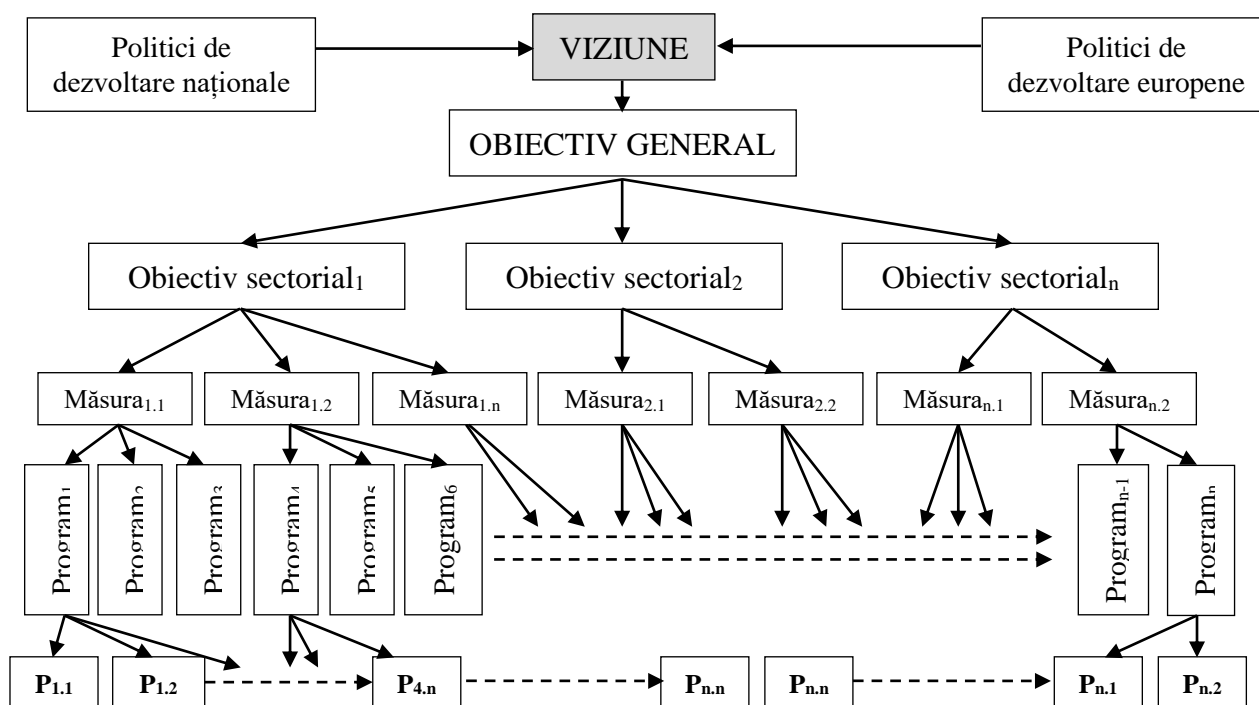 Politici de
dezvoltare naționale
VIZIUNE
Politici de
dezvoltare europene
OBIECTIV GENERAL
Obiectiv sectorial1
Obiectiv sectorial2
Obiectiv sectorialn
Măsura1.1
Măsura1.2
Măsura1.n
Măsura2.1
Măsura2.2
Măsuran.1
Măsuran.2
Program1
Program2
Program3
Program4
Program5
Program6
Programn-1
Programn
P1.1
P1.2
P4.n
Pn.n
Pn.n
Pn.1
Pn.2